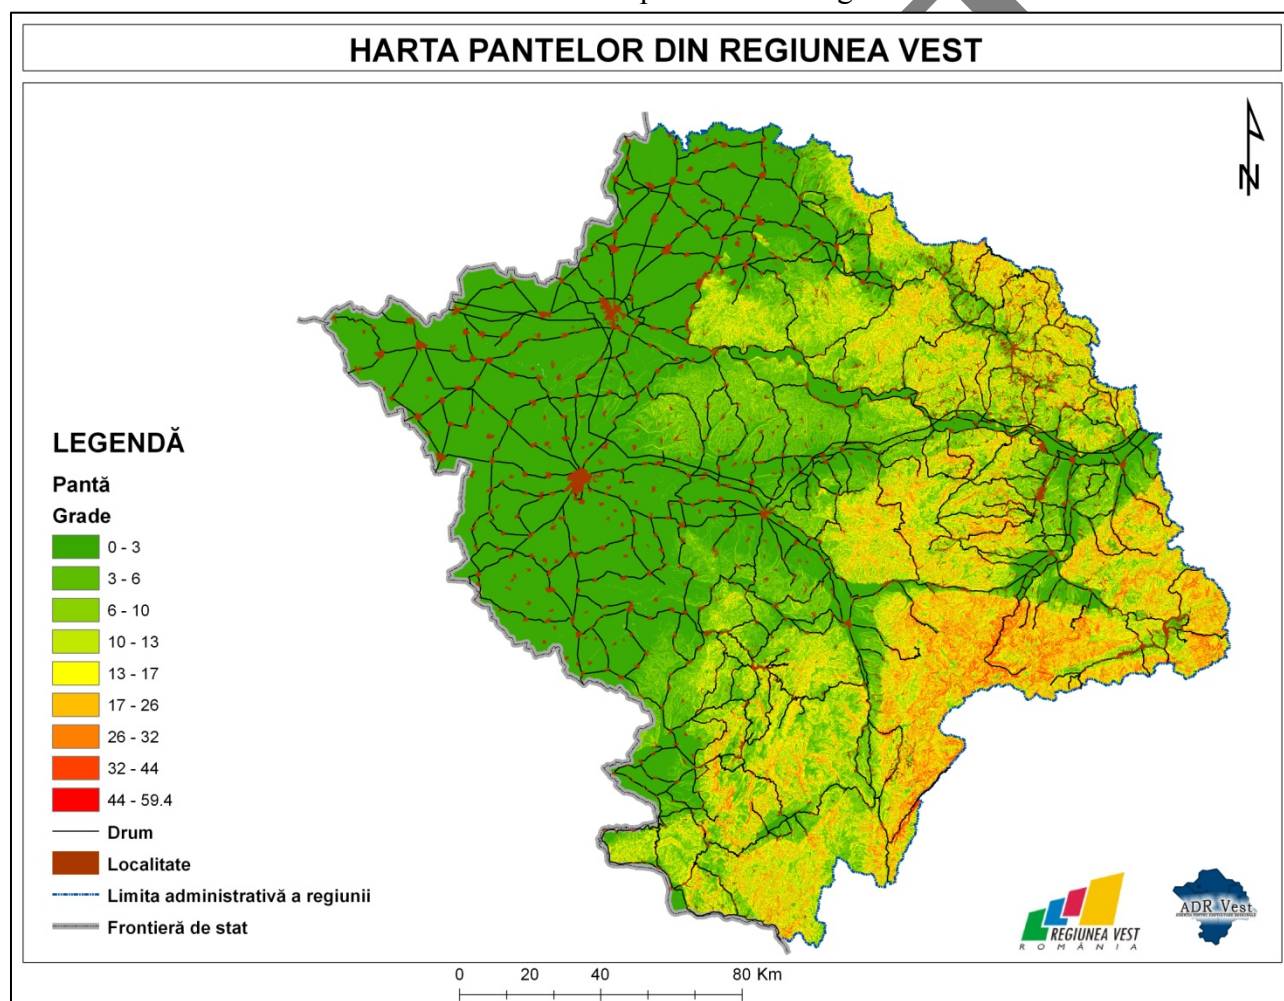 HARTA PANTELOR DIN REGIUNEA VEST
N
LEGENDĂ
Pantă
Grade
0 - 3
3 - 6
6 - 10
10 - 13
13 - 17
17 - 26
26 - 32
32 - 44
44 - 59.4
Drum
Localitate
Limita administrativă a regiunii
Frontieră de stat
REGIUNEA VEST
ROMÂNIA
ADR Vest
0 20 40 80 Km